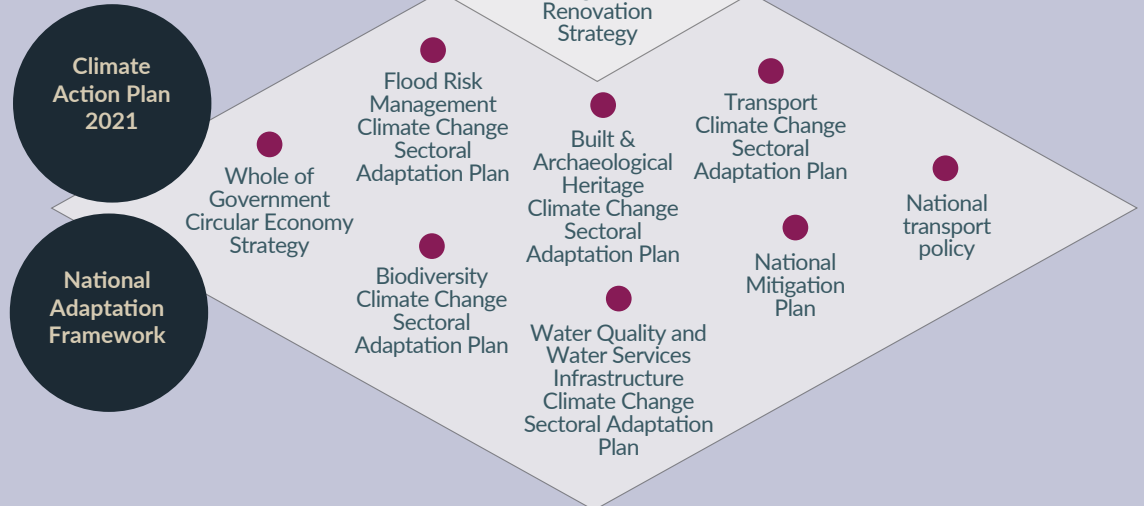 Renovation
Strategy
Climate
Action Plan
2021
Flood Risk
Management
Climate Change
Sectoral
Adaptation Plan
Transport
Climate Change
Sectoral
Adaptation Plan
Built &
Archaeological
Heritage
Climate Change
Sectoral
Adaptation Plan
Whole of
Government
Circular Economy
Strategy
National
transport
policy
National
Adaptation
Framework
Biodiversity
Climate Change
Sectoral
Adaptation Plan
National
Mitigation
Plan
Water Quality and
Water Services
Infrastructure
Climate Change
Sectoral Adaptation
Plan